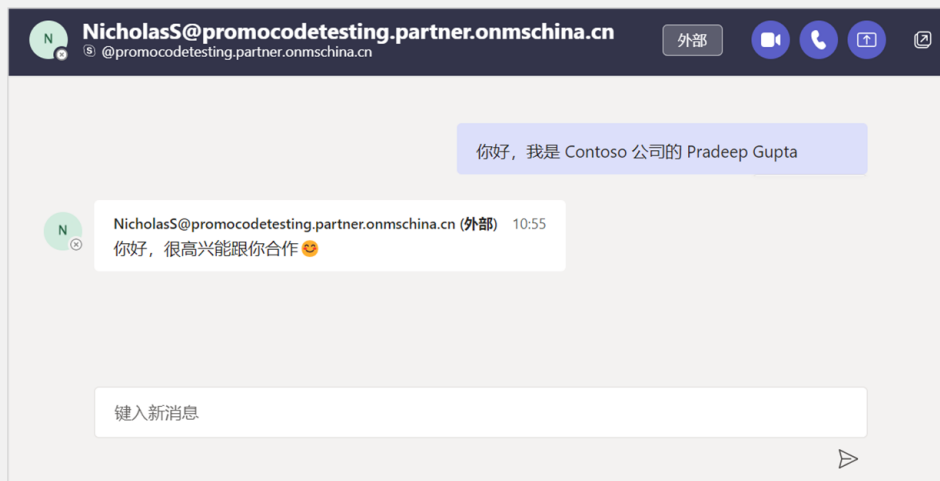 N
NicholasS@promocodetesting.partner.onmschina.cn
Ⓢ @promocodetesting.partner.onmschina.cn
外部
你好，我是 Contoso 公司的 Pradeep Gupta
N
NicholasS@promocodetesting.partner.onmschina.cn (外部) 10:55
你好，很高兴能跟你合作😊
键入新消息